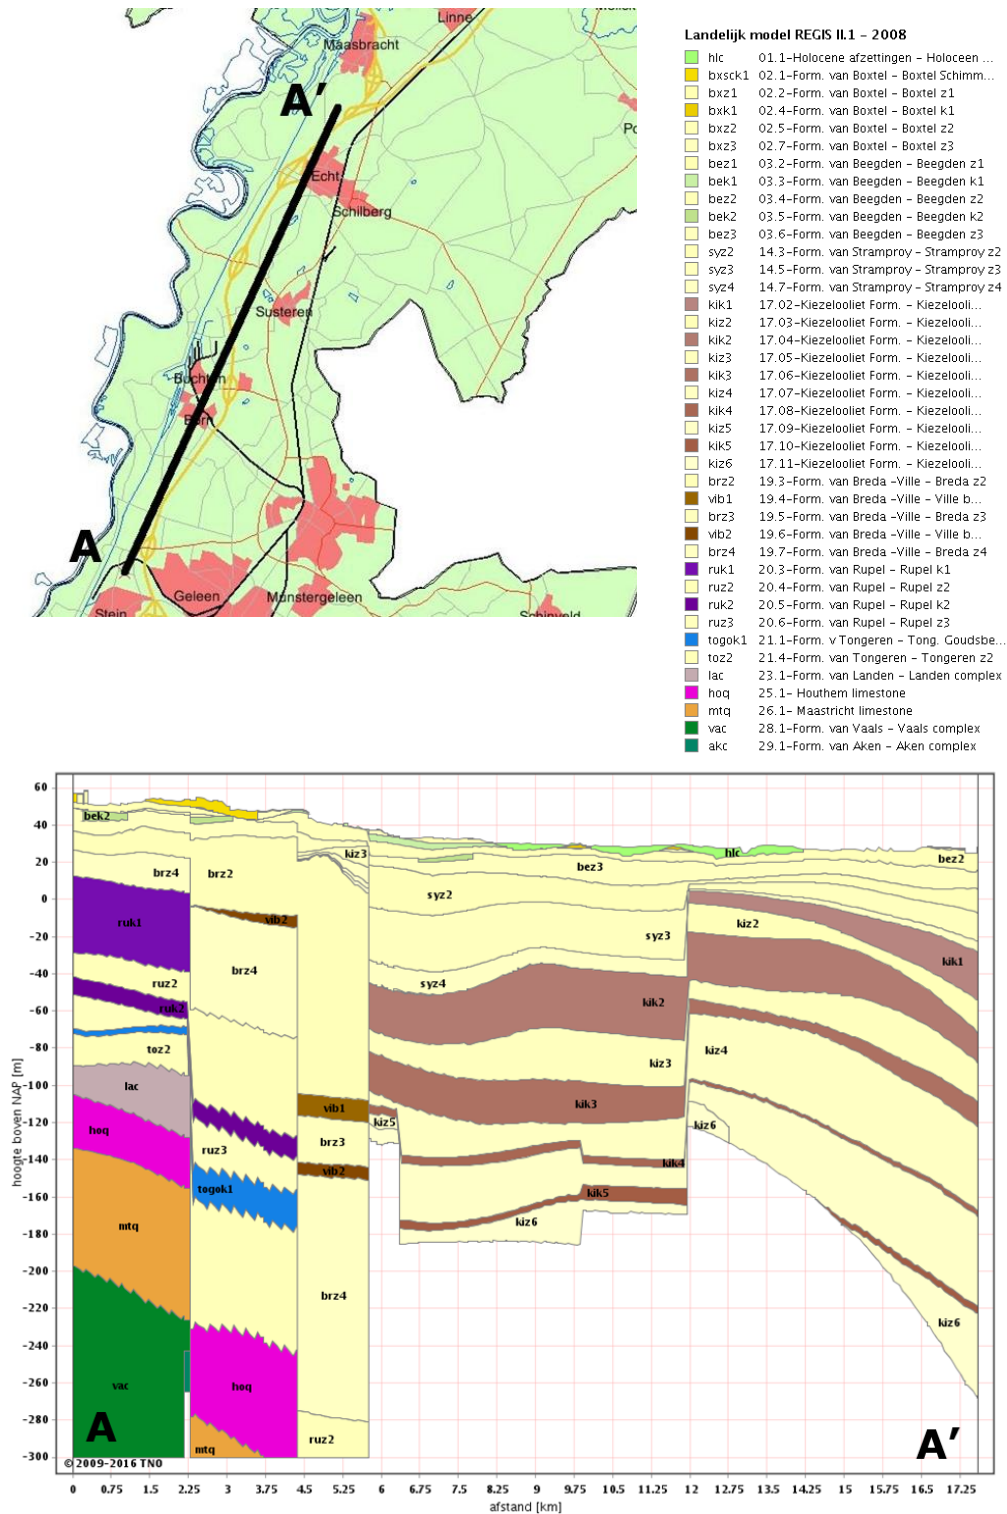 Linne
Maasbracht
A'
Echt
Schilberg
Susteren
Buchten
Born
A
Geleen
Munstergeleen
Stein
Schinveld
Landelijk model REGIS II.1 - 2008
hlc 01.1-Holocene afzettingen - Holoceen ...
bxsck1 02.1-Form. van Boxtel - Boxtel Schimm...
bxz1 02.2-Form. van Boxtel - Boxtel z1
bxk1 02.4-Form. van Boxtel - Boxtel k1
bxz2 02.5-Form. van Boxtel - Boxtel z2
bxz3 02.7-Form. van Boxtel - Boxtel z3
bez1 03.2-Form. van Beegden - Beegden z1
bek1 03.3-Form. van Beegden - Beegden k1
bez2 03.4-Form. van Beegden - Beegden z2
bek2 03.5-Form. van Beegden - Beegden k2
bez3 03.6-Form. van Beegden - Beegden z3
syz2 14.3-Form. van Stramproy - Stramproy z2
syz3 14.5-Form. van Stramproy - Stramproy z3
syz4 14.7-Form. van Stramproy - Stramproy z4
kik1 17.02-Kiezelooliet Form. - Kiezelooli...
kiz2 17.03-Kiezelooliet Form. - Kiezelooli...
kik2 17.04-Kiezelooliet Form. - Kiezelooli...
kiz3 17.05-Kiezelooliet Form. - Kiezelooli...
kik3 17.06-Kiezelooliet Form. - Kiezelooli...
kiz4 17.07-Kiezelooliet Form. - Kiezelooli...
kik4 17.08-Kiezelooliet Form. - Kiezelooli...
kiz5 17.09-Kiezelooliet Form. - Kiezelooli...
kik5 17.10-Kiezelooliet Form. - Kiezelooli...
kiz6 17.11-Kiezelooliet Form. - Kiezelooli...
brz2 19.3-Form. van Breda -Ville - Breda z2
vib1 19.4-Form. van Breda -Ville - Ville b...
brz3 19.5-Form. van Breda -Ville - Breda z3
vib2 19.6-Form. van Breda -Ville - Ville b...
brz4 19.7-Form. van Breda -Ville - Breda z4
ruk1 20.3-Form. van Rupel - Rupel k1
ruz2 20.4-Form. van Rupel - Rupel z2
ruk2 20.5-Form. van Rupel - Rupel k2
ruz3 20.6-Form. van Rupel - Rupel z3
togok1 21.1-Form. v Tongeren - Tong. Goudsbe...
toz2 21.4-Form. van Tongeren - Tongeren z2
lac 23.1-Form. van Landen - Landen complex
hoq 25.1- Houthem limestone
mtq 26.1- Maastricht limestone
vac 28.1-Form. van Vaals - Vaals complex
akc 29.1-Form. van Aken - Aken complex
hoogte boven NAP [m]
60
40
20
0
-20
-40
-60
-80
-100
-120
-140
-160
-180
-200
-220
-240
-260
-280
-300
bek2
brz4
ruk1
ruz2
ruk2
toz2
lac
hoq
mtq
vac
brz2
vib2
brz4
ruz3
togok1
hoq
mtq
kiz3
vib1
brz3
vib2
brz4
ruz2
syz2
syz3
syz4
bez3
hlc
bez2
kik2
kiz3
kik3
kiz5
kik4
kik5
kiz6
kiz2
kik1
kiz4
kiz6
kiz6
A
A'
© 2009-2016 TNO
0 0.75 1.5 2.25 3 3.75 4.5 5.25 6 6.75 7.5 8.25 9 9.75 10.5 11.25 12 12.75 13.5 14.25 15 15.75 16.5 17.25
afstand [km]